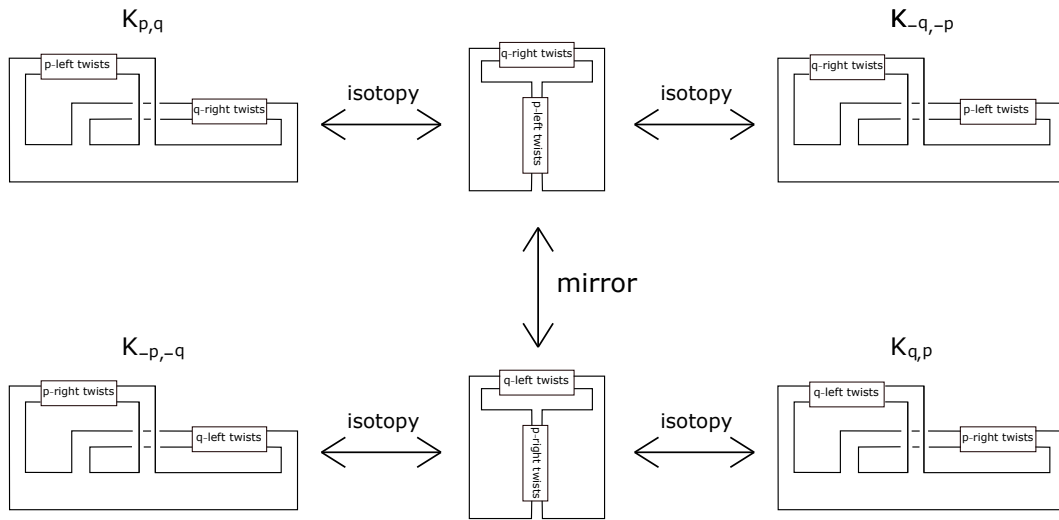 K_{p,q}
K_{–q,–p}
p-left twists
q-right twists
isotopy
q-right twists
p-left twists
isotopy
q-right twists
p-left twists
mirror
K_{–p,–q}
K_{q,p}
p-right twists
q-left twists
isotopy
q-left twists
p-right twists
isotopy
q-left twists
p-right twists